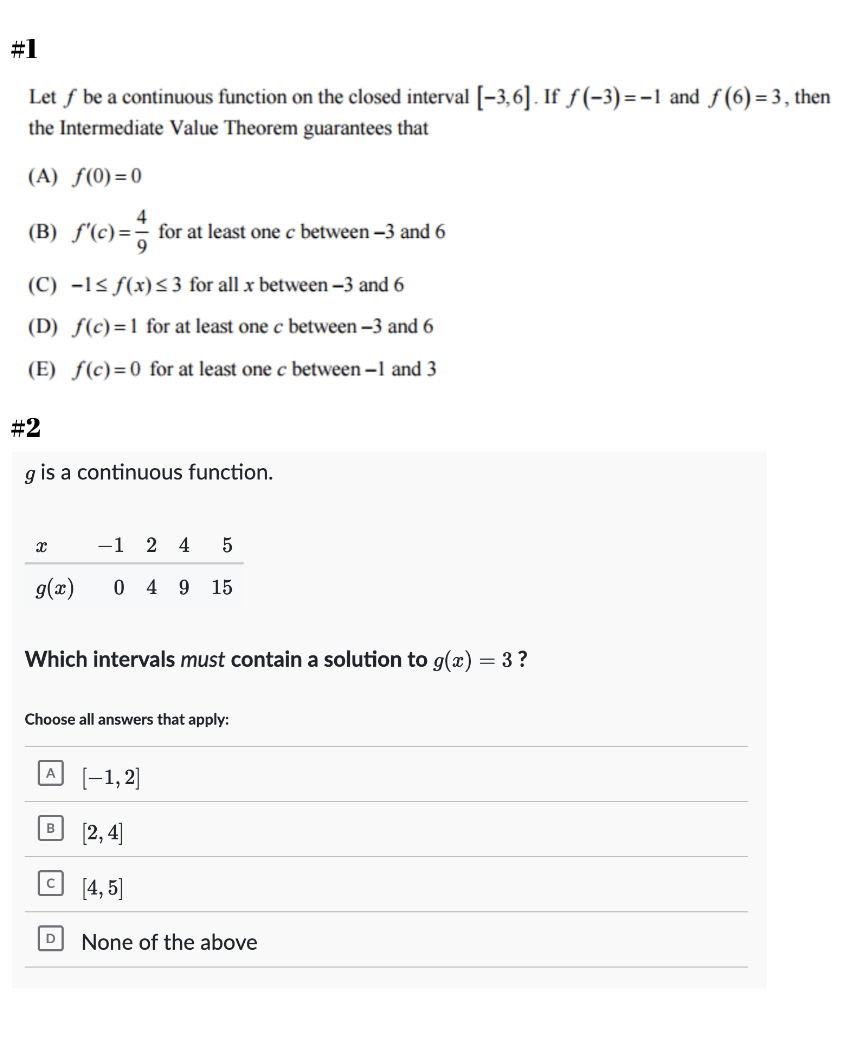 #1
Let f be a continuous function on the closed interval [−3,6]. If f(−3)=−1 and f(6)=3, then
the Intermediate Value Theorem guarantees that
(A) f(0)=0
(B) f′(c)=4/9 for at least one c between −3 and 6
(C) −1≤ f(x)≤3 for all x between −3 and 6
(D) f(c)=1 for at least one c between −3 and 6
(E) f(c)=0 for at least one c between −1 and 3
#2
g is a continuous function.
x −1 2 4 5
g(x) 0 4 9 15
Which intervals must contain a solution to g(x) = 3 ?
Choose all answers that apply:
A [−1, 2]
B [2, 4]
C [4, 5]
D None of the above